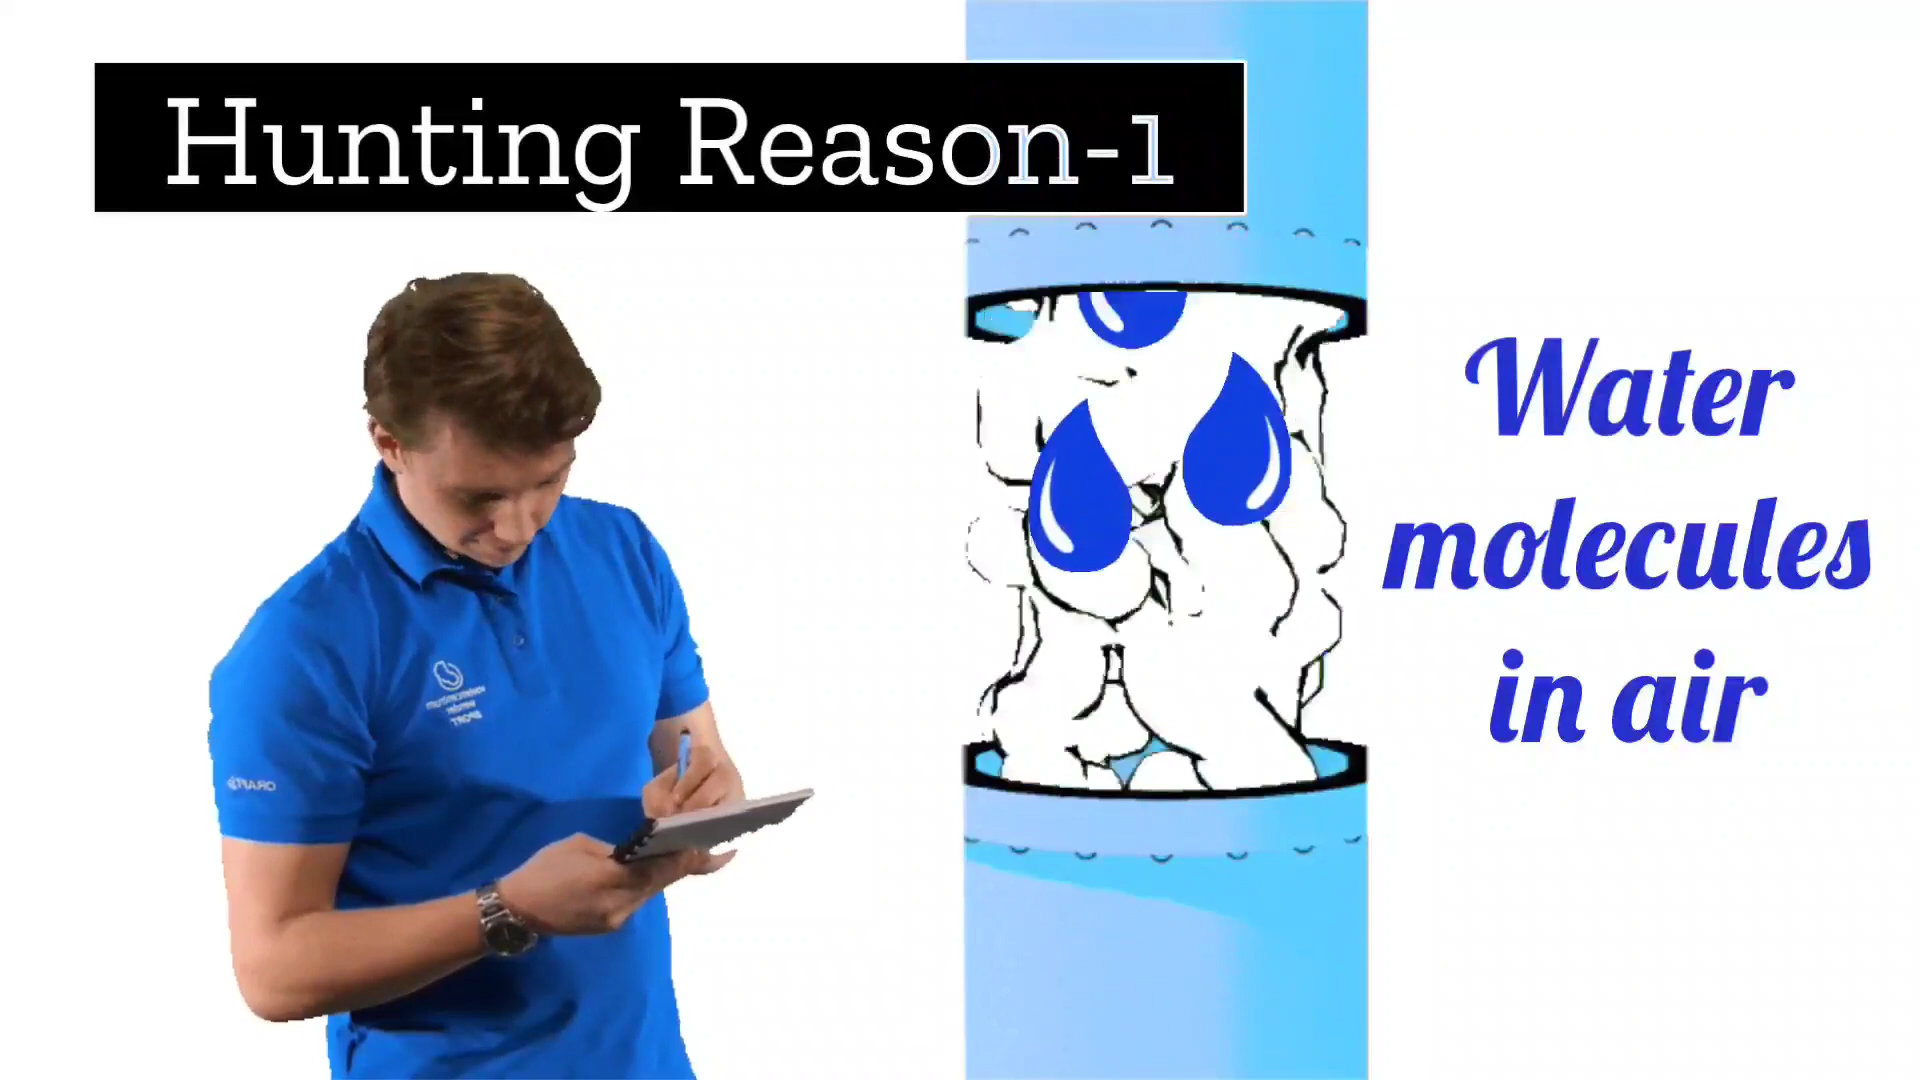 Hunting Reason-1
Water
molecules
in air